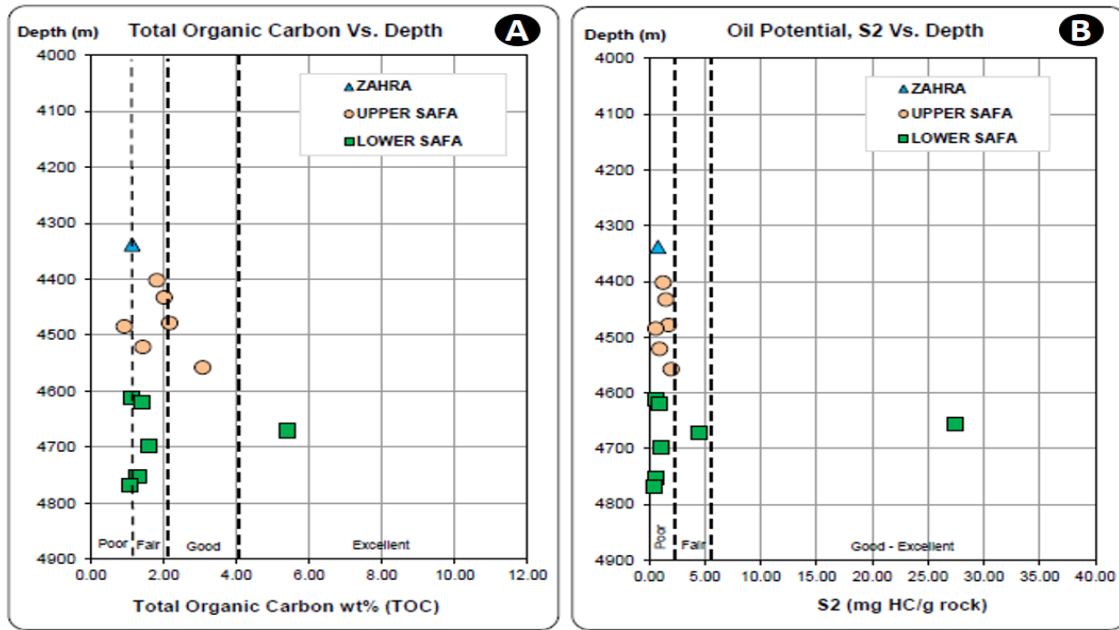 Depth (m) Total Organic Carbon Vs. Depth A
4000
4100
4200
4300
4400
4500
4600
4700
4800
4900
ZAHRA
UPPER SAFA
LOWER SAFA
Poor Fair Good Excellent
0.00 2.00 4.00 6.00 8.00 10.00 12.00
Total Organic Carbon wt% (TOC)
Depth (m) Oil Potential, S2 Vs. Depth B
4000
4100
4200
4300
4400
4500
4600
4700
4800
4900
ZAHRA
UPPER SAFA
LOWER SAFA
Poor Fair Good - Excellent
0.00 5.00 10.00 15.00 20.00 25.00 30.00 35.00 40.00
S2 (mg HC/g rock)